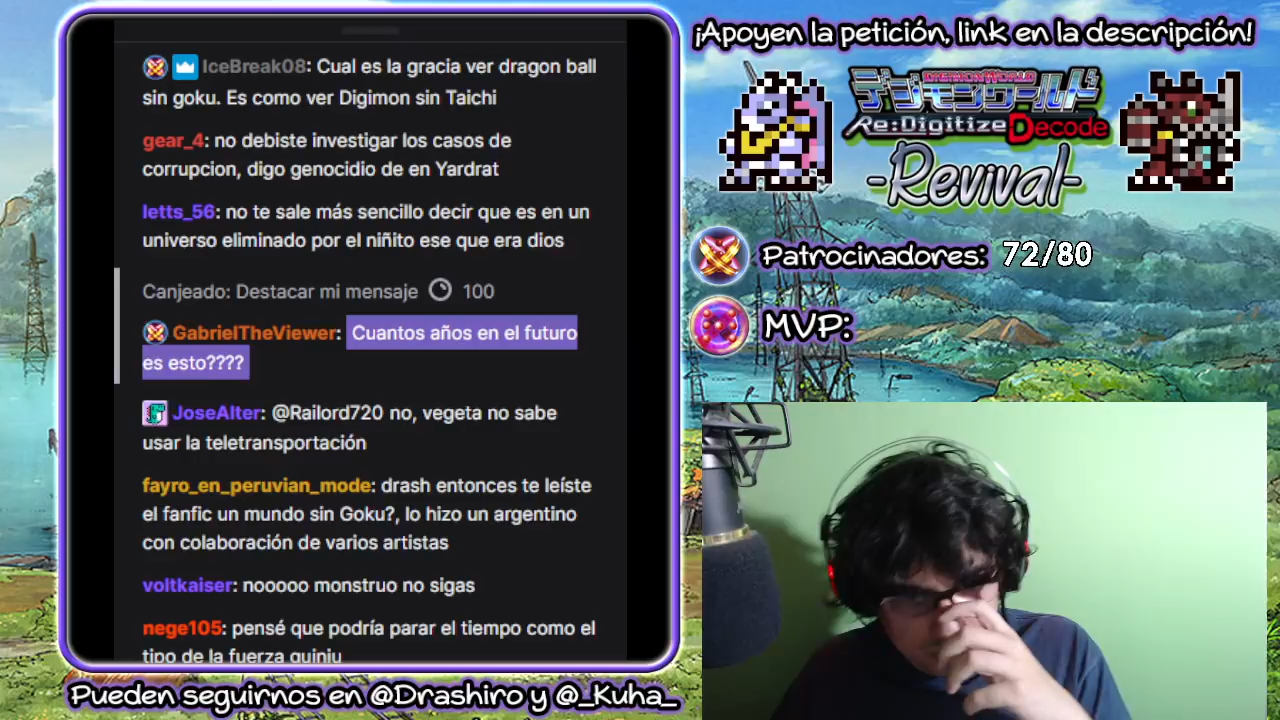 IceBreak08: Cual es la gracia ver dragon ball
sin goku. Es como ver Digimon sin Taichi
gear_4: no debiste investigar los casos de
corrupcion, digo genocidio de en Yardrat
letts_56: no te sale más sencillo decir que es en un
universo eliminado por el niñito ese que era dios
Canjeado: Destacar mi mensaje 100
GabrielTheViewer: Cuantos años en el futuro
es esto????
JoseAlter: @Railord720 no, vegeta no sabe
usar la teletransportación
fayro_en_peruvian_mode: drash entonces te leíste
el fanfic un mundo sin Goku?, lo hizo un argentino
con colaboración de varios artistas
voltkaiser: nooooo monstruo no sigas
nege105: pensé que podría parar el tiempo como el
tipo de la fuerza guiniu
Pueden seguirnos en @Drashiro y @_Kuha_
¡Apoyen la petición, link en la descripción!
DIGIMON WORLD
デジモンワールド
Re:Digitize Decode
-Revival-
Patrocinadores: 72/80
MVP: